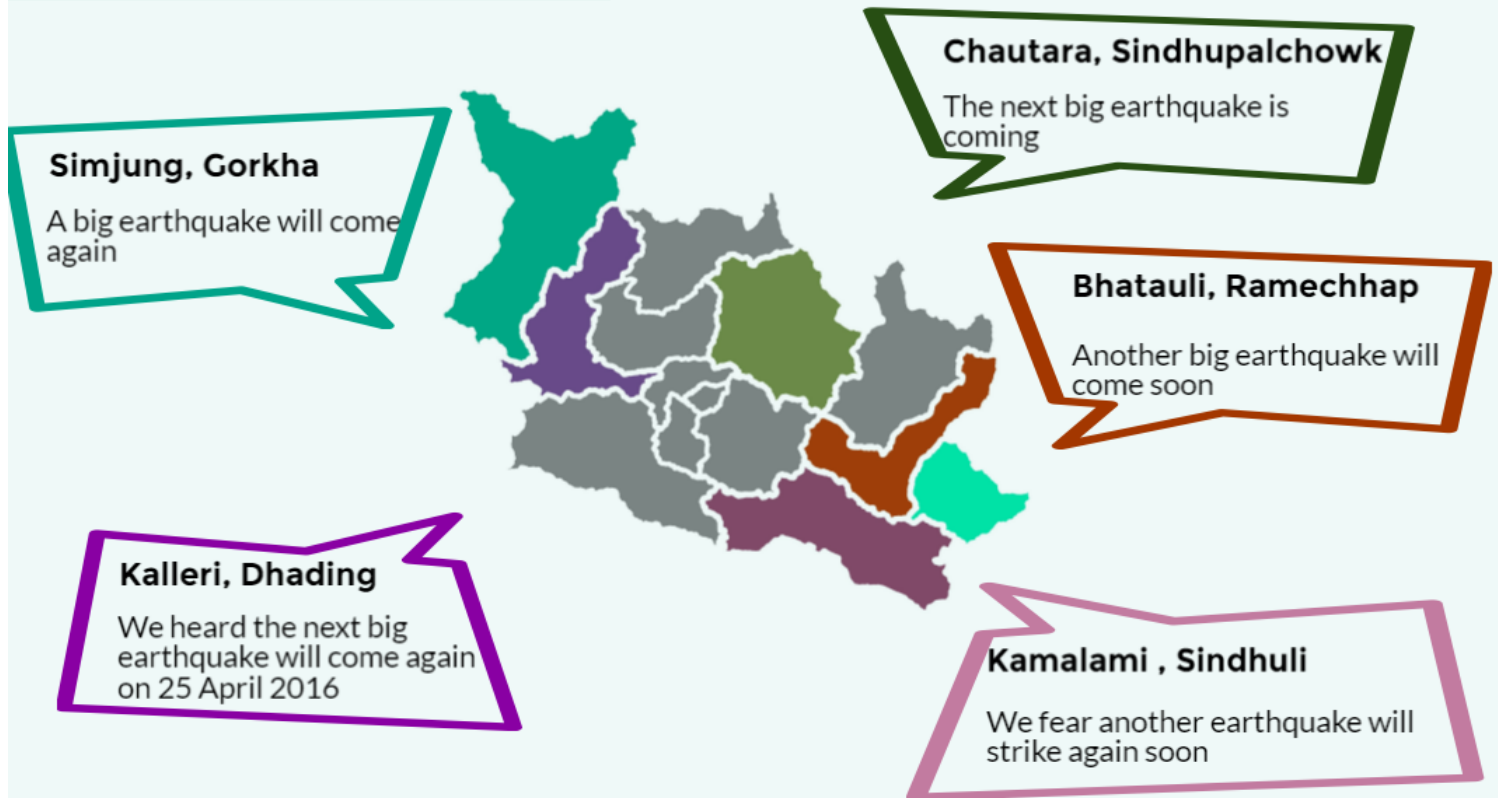 Chautara, Sindhupalchowk
The next big earthquake is
coming
Simjung, Gorkha
A big earthquake will come
again
Bhatauli, Ramechhap
Another big earthquake will
come soon
Kalleri, Dhading
We heard the next big
earthquake will come again
on 25 April 2016
Kamalami , Sindhuli
We fear another earthquake will
strike again soon